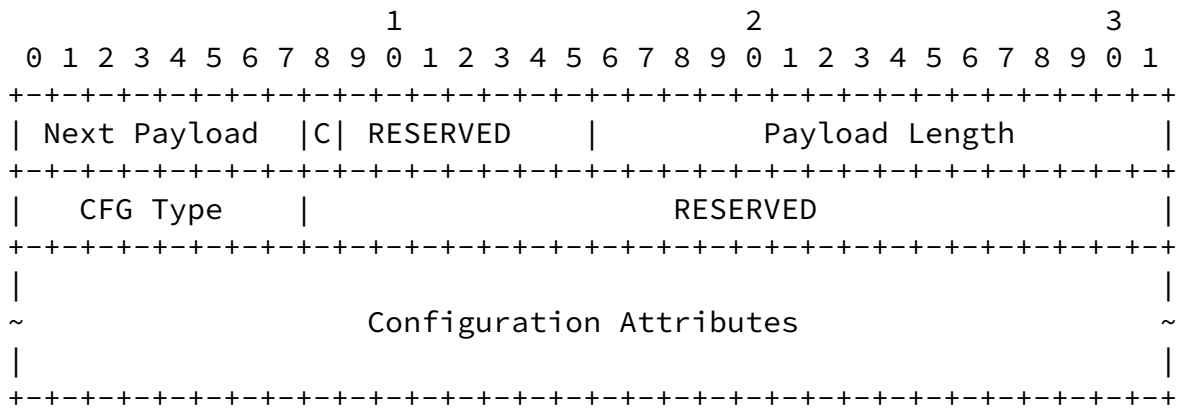 1                   2                   3
 0 1 2 3 4 5 6 7 8 9 0 1 2 3 4 5 6 7 8 9 0 1 2 3 4 5 6 7 8 9 0 1
+-+-+-+-+-+-+-+-+-+-+-+-+-+-+-+-+-+-+-+-+-+-+-+-+-+-+-+-+-+-+-+-+
| Next Payload  |C| RESERVED    |         Payload Length        |
+-+-+-+-+-+-+-+-+-+-+-+-+-+-+-+-+-+-+-+-+-+-+-+-+-+-+-+-+-+-+-+-+
|   CFG Type    |                    RESERVED                   |
+-+-+-+-+-+-+-+-+-+-+-+-+-+-+-+-+-+-+-+-+-+-+-+-+-+-+-+-+-+-+-+-+
|                                                               |
~                   Configuration Attributes                    ~
|                                                               |
+-+-+-+-+-+-+-+-+-+-+-+-+-+-+-+-+-+-+-+-+-+-+-+-+-+-+-+-+-+-+-+-+